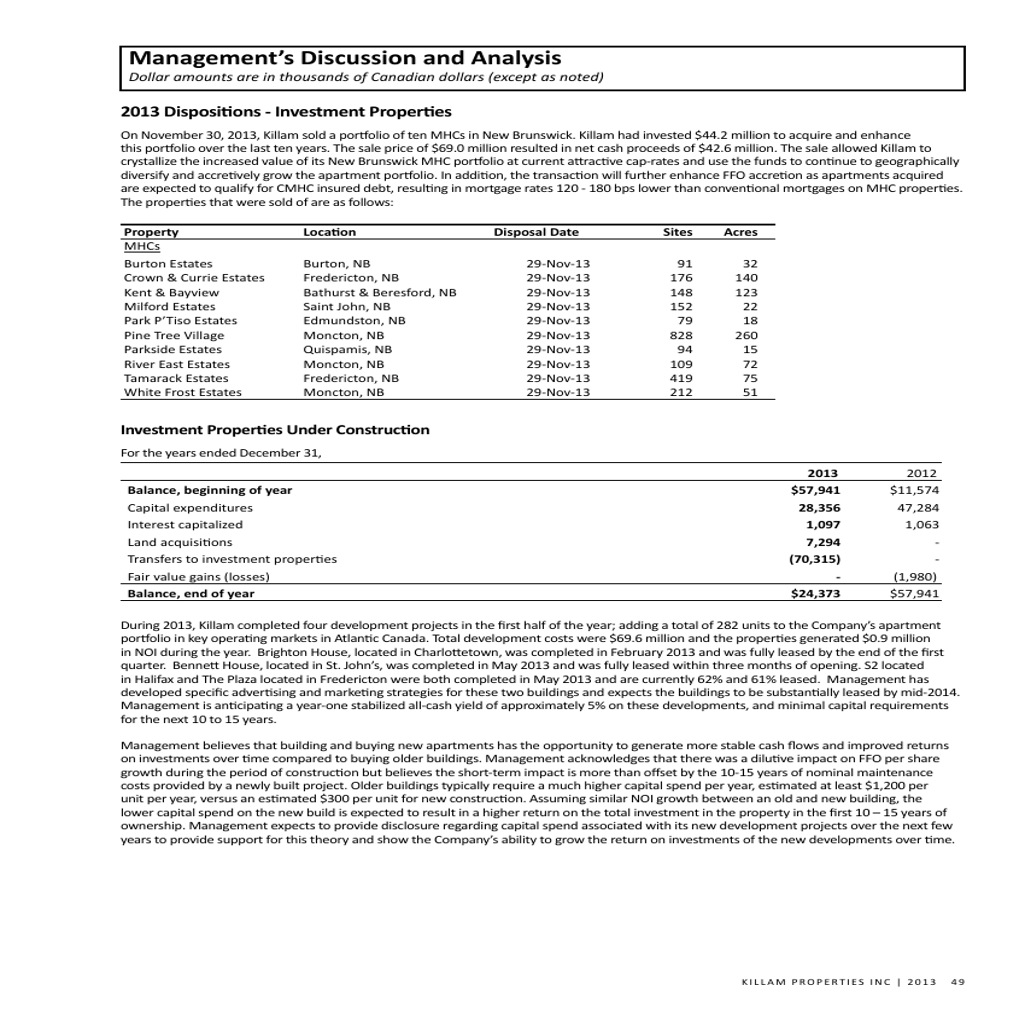 Management's Discussion and Analysis
Dollar amounts are in thousands of Canadian dollars (except as noted)
2013 Dispositions - Investment Properties
On November 30, 2013, Killam sold a portfolio of ten MHCs in New Brunswick. Killam had invested $44.2 million to acquire and enhance
this portfolio over the last ten years. The sale price of $69.0 million resulted in net cash proceeds of $42.6 million. The sale allowed Killam to
crystallize the increased value of its New Brunswick MHC portfolio at current attractive cap-rates and use the funds to continue to geographically
diversify and accretively grow the apartment portfolio. In addition, the transaction will further enhance FFO accretion as apartments acquired
are expected to qualify for CMHC insured debt, resulting in mortgage rates 120 - 180 bps lower than conventional mortgages on MHC properties.
The properties that were sold of are as follows:
Property Location Disposal Date Sites Acres
MHCs
Burton Estates Burton, NB 29-Nov-13 91 32
Crown & Currie Estates Fredericton, NB 29-Nov-13 176 140
Kent & Bayview Bathurst & Beresford, NB 29-Nov-13 148 123
Milford Estates Saint John, NB 29-Nov-13 152 22
Park P'Tiso Estates Edmundston, NB 29-Nov-13 79 18
Pine Tree Village Moncton, NB 29-Nov-13 828 260
Parkside Estates Quispamis, NB 29-Nov-13 94 15
River East Estates Moncton, NB 29-Nov-13 109 72
Tamarack Estates Fredericton, NB 29-Nov-13 419 75
White Frost Estates Moncton, NB 29-Nov-13 212 51
Investment Properties Under Construction
For the years ended December 31,
2013 2012
Balance, beginning of year $57,941 $11,574
Capital expenditures 28,356 47,284
Interest capitalized 1,097 1,063
Land acquisitions 7,294 -
Transfers to investment properties (70,315) -
Fair value gains (losses) - (1,980)
Balance, end of year $24,373 $57,941
During 2013, Killam completed four development projects in the first half of the year; adding a total of 282 units to the Company's apartment
portfolio in key operating markets in Atlantic Canada. Total development costs were $69.6 million and the properties generated $0.9 million
in NOI during the year. Brighton House, located in Charlottetown, was completed in February 2013 and was fully leased by the end of the first
quarter. Bennett House, located in St. John's, was completed in May 2013 and was fully leased within three months of opening. S2 located
in Halifax and The Plaza located in Fredericton were both completed in May 2013 and are currently 62% and 61% leased. Management has
developed specific advertising and marketing strategies for these two buildings and expects the buildings to be substantially leased by mid-2014.
Management is anticipating a year-one stabilized all-cash yield of approximately 5% on these developments, and minimal capital requirements
for the next 10 to 15 years.
Management believes that building and buying new apartments has the opportunity to generate more stable cash flows and improved returns
on investments over time compared to buying older buildings. Management acknowledges that there was a dilutive impact on FFO per share
growth during the period of construction but believes the short-term impact is more than offset by the 10-15 years of nominal maintenance
costs provided by a newly built project. Older buildings typically require a much higher capital spend per year, estimated at least $1,200 per
unit per year, versus an estimated $300 per unit for new construction. Assuming similar NOI growth between an old and new building, the
lower capital spend on the new build is expected to result in a higher return on the total investment in the property in the first 10 – 15 years of
ownership. Management expects to provide disclosure regarding capital spend associated with its new development projects over the next few
years to provide support for this theory and show the Company's ability to grow the return on investments of the new developments over time.
KILLAM PROPERTIES INC | 2013 49